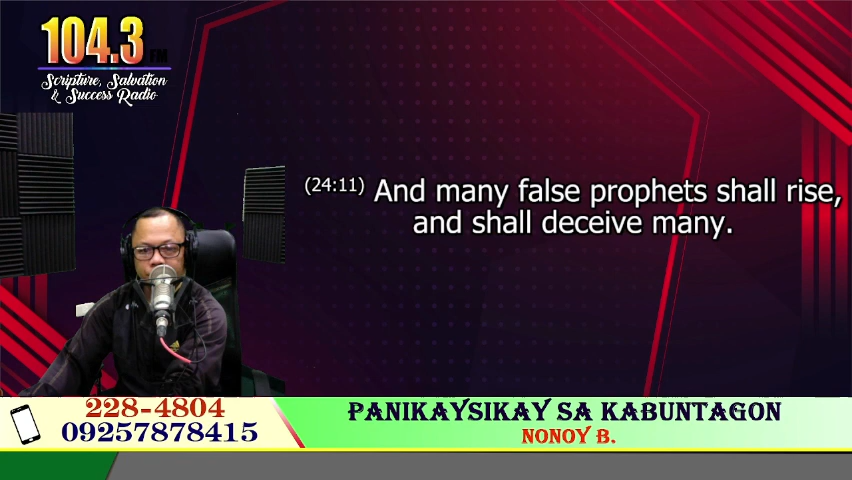 104.3 FM
Scripture, Salvation
& Success Radio
(24:11) And many false prophets shall rise,
and shall deceive many.
228-4804
09257878415
PANIKAYSIKAY SA KABUNTAGON
NONOY B.